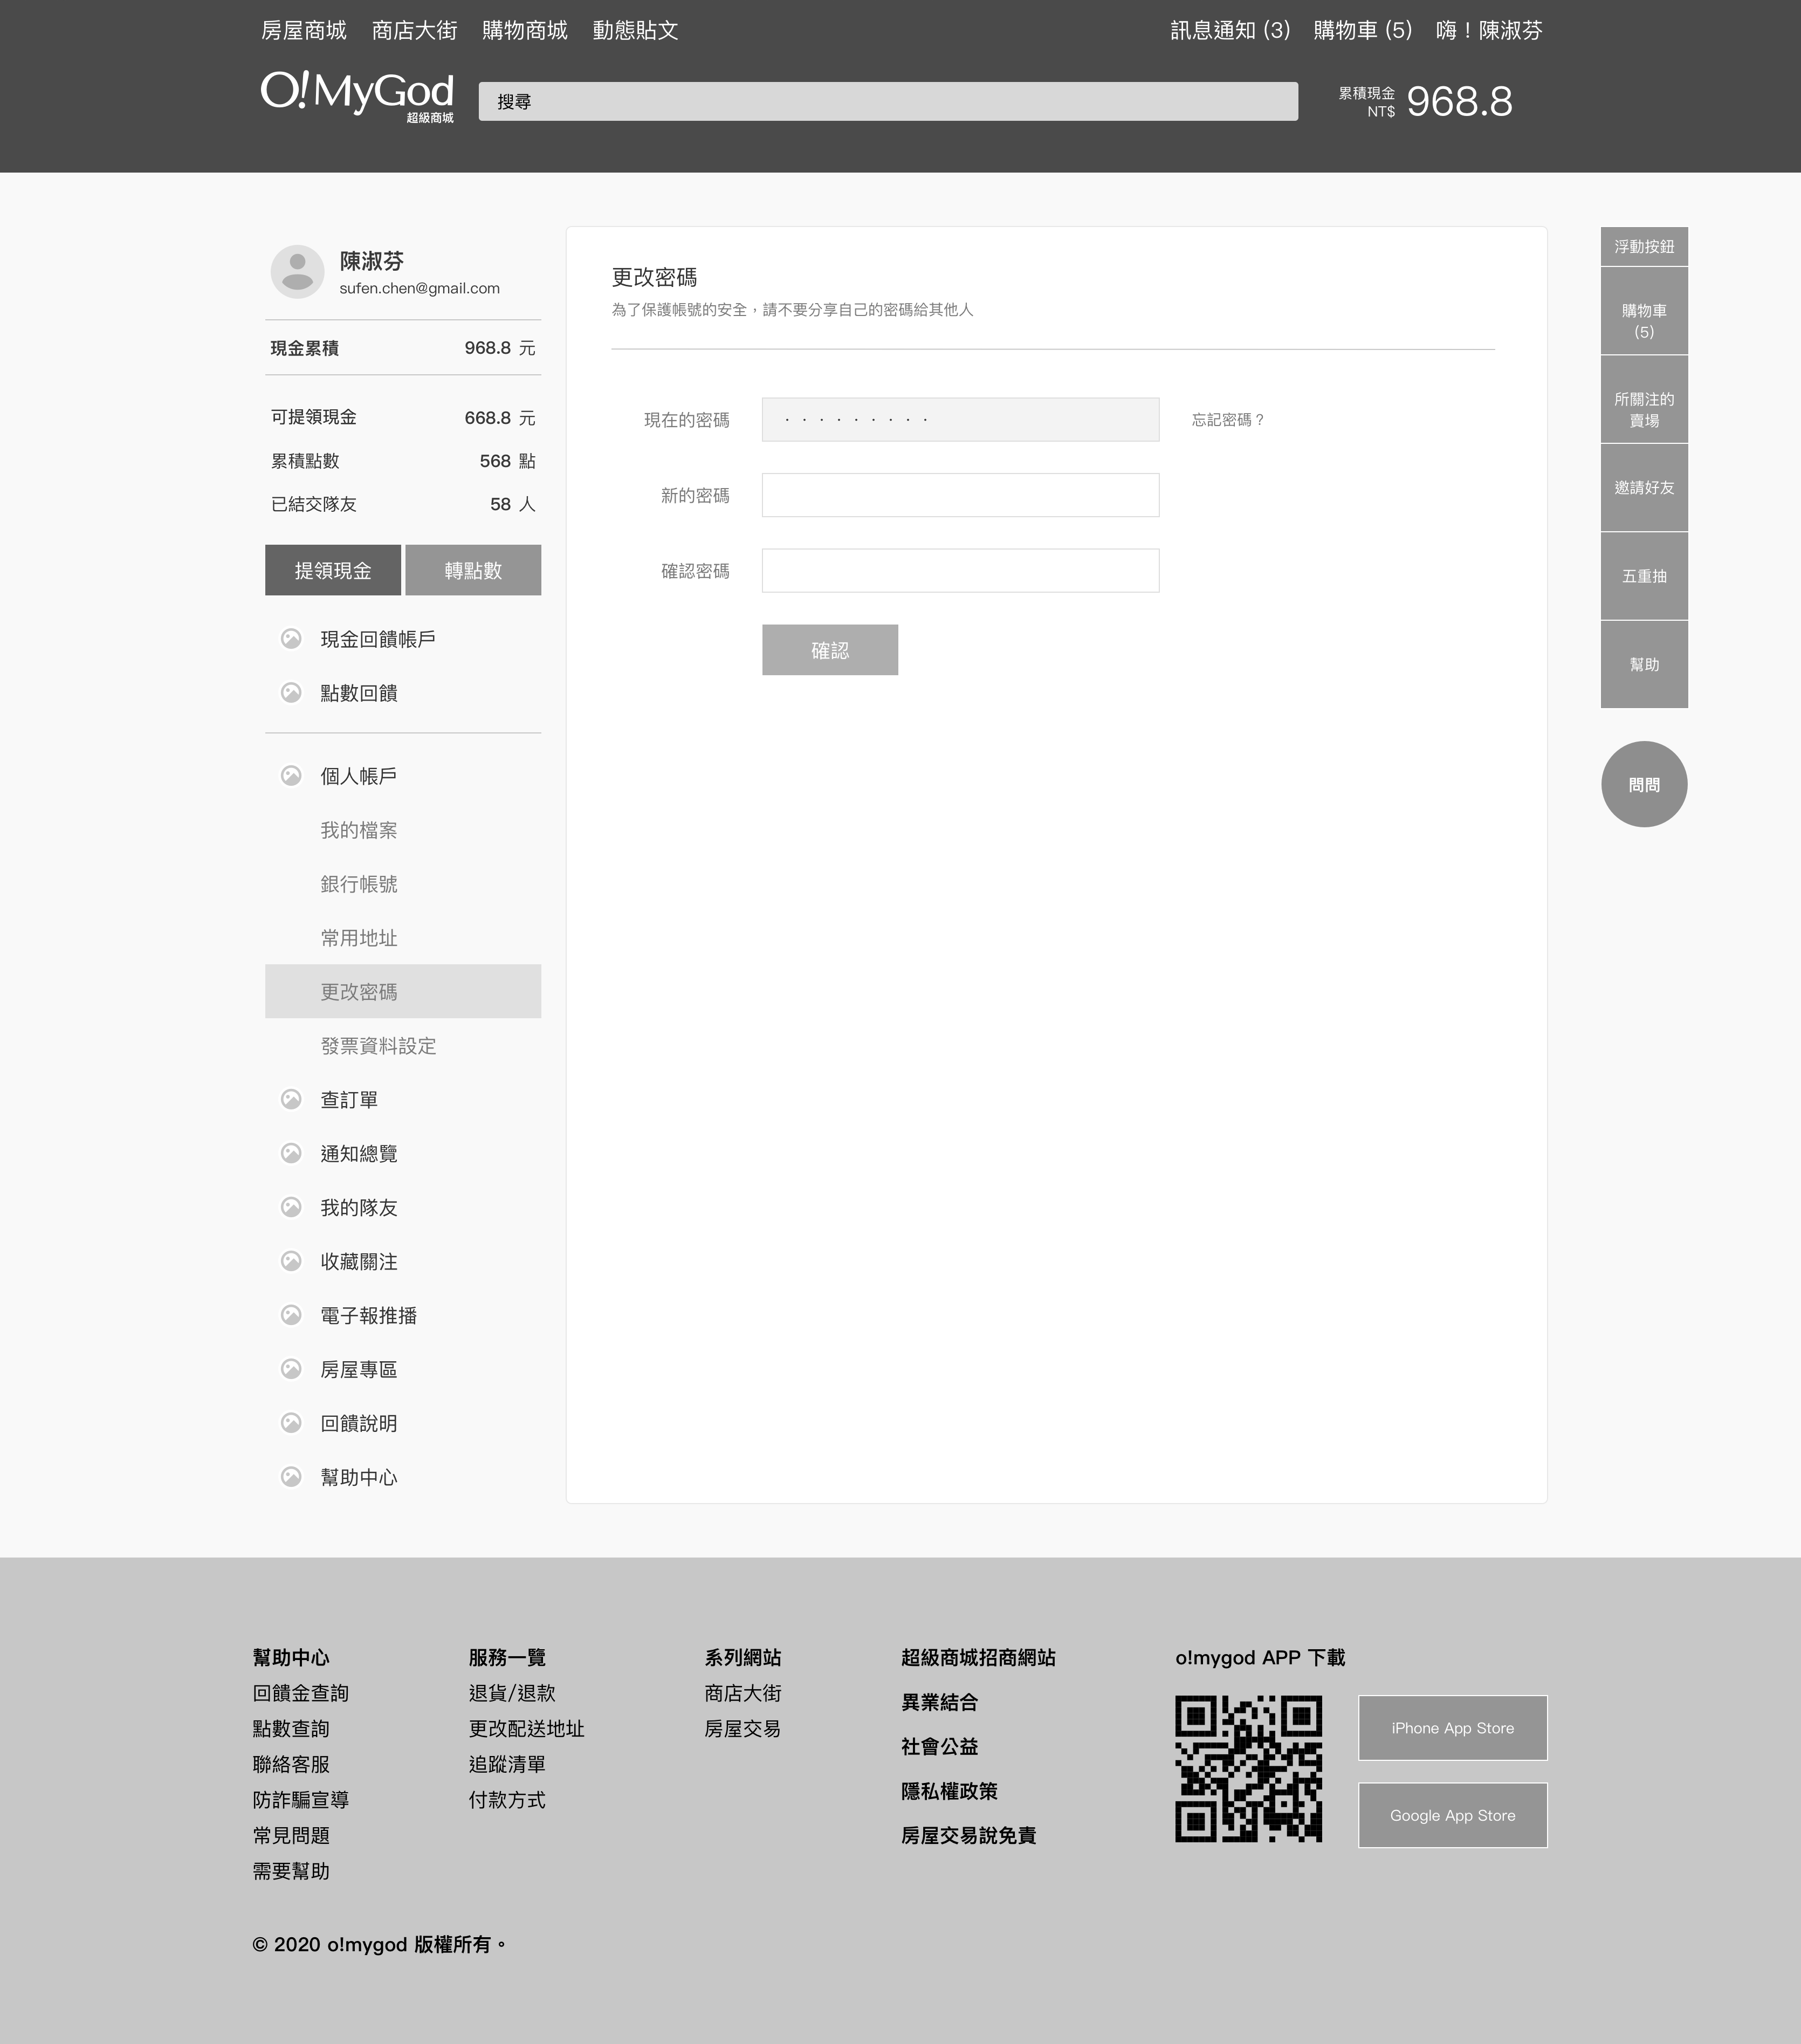 房屋商城 商店大街 購物商城 動態貼文 訊息通知 (3) 購物車 (5) 嗨！陳淑芬
O!MyGod
超級商城
搜尋
累積現金
NT$
968.8
陳淑芬
sufen.chen@gmail.com
現金累積 968.8 元
可提領現金 668.8 元
累積點數 568 點
已結交隊友 58 人
提領現金 轉點數
現金回饋帳戶
點數回饋
個人帳戶
我的檔案
銀行帳號
常用地址
更改密碼
發票資料設定
查訂單
通知總覽
我的隊友
收藏關注
電子報推播
房屋專區
回饋說明
幫助中心
更改密碼
為了保護帳號的安全，請不要分享自己的密碼給其他人
現在的密碼 · · · · · · · · · 忘記密碼？
新的密碼
確認密碼
確認
浮動按鈕
購物車
(5)
所關注的
賣場
邀請好友
五重抽
幫助
問問
幫助中心
回饋金查詢
點數查詢
聯絡客服
防詐騙宣導
常見問題
需要幫助
服務一覽
退貨/退款
更改配送地址
追蹤清單
付款方式
系列網站
商店大街
房屋交易
超級商城招商網站
異業結合
社會公益
隱私權政策
房屋交易說免責
o!mygod APP 下載
iPhone App Store
Google App Store
© 2020 o!mygod 版權所有。